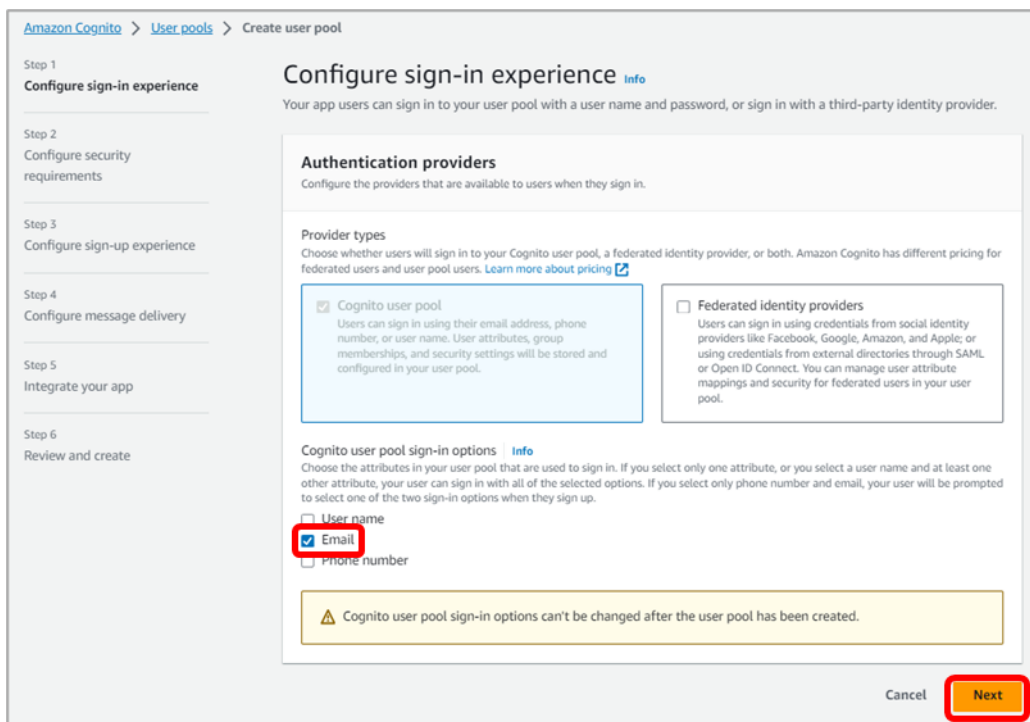 Amazon Cognito > User pools > Create user pool
Step 1
Configure sign-in experience
Step 2
Configure security
requirements
Step 3
Configure sign-up experience
Step 4
Configure message delivery
Step 5
Integrate your app
Step 6
Review and create
Configure sign-in experience Info
Your app users can sign in to your user pool with a user name and password, or sign in with a third-party identity provider.
Authentication providers
Configure the providers that are available to users when they sign in.
Provider types
Choose whether users will sign in to your Cognito user pool, a federated identity provider, or both. Amazon Cognito has different pricing for
federated users and user pool users. Learn more about pricing
Cognito user pool
Users can sign in using their email address, phone
number, or user name. User attributes, group
memberships, and security settings will be stored and
configured in your user pool.
Federated identity providers
Users can sign in using credentials from social identity
providers like Facebook, Google, Amazon, and Apple; or
using credentials from external directories through SAML
or Open ID Connect. You can manage user attribute
mappings and security for federated users in your user
pool.
Cognito user pool sign-in options Info
Choose the attributes in your user pool that are used to sign in. If you select only one attribute, or you select a user name and at least one
other attribute, your user can sign in with all of the selected options. If you select only phone number and email, your user will be prompted
to select one of the two sign-in options when they sign up.
User name
Email
Phone number
Cognito user pool sign-in options can't be changed after the user pool has been created.
Cancel
Next